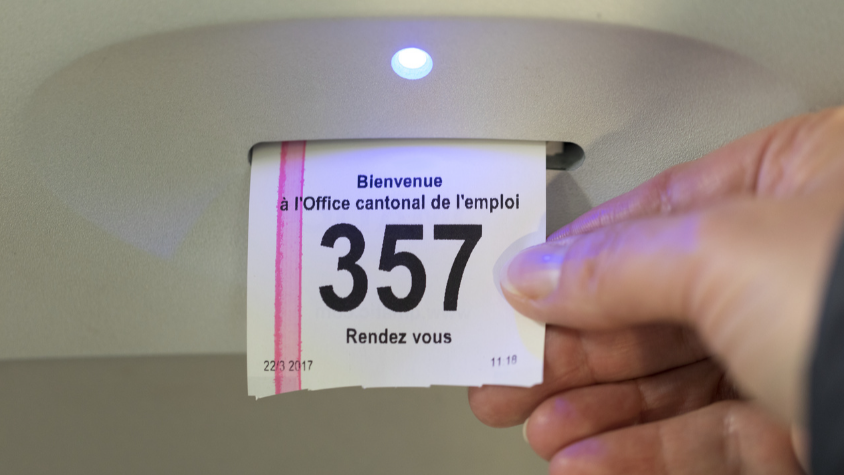 Bienvenue
à l'Office cantonal de l'emploi
357
Rendez vous
22/3 2017 11 18